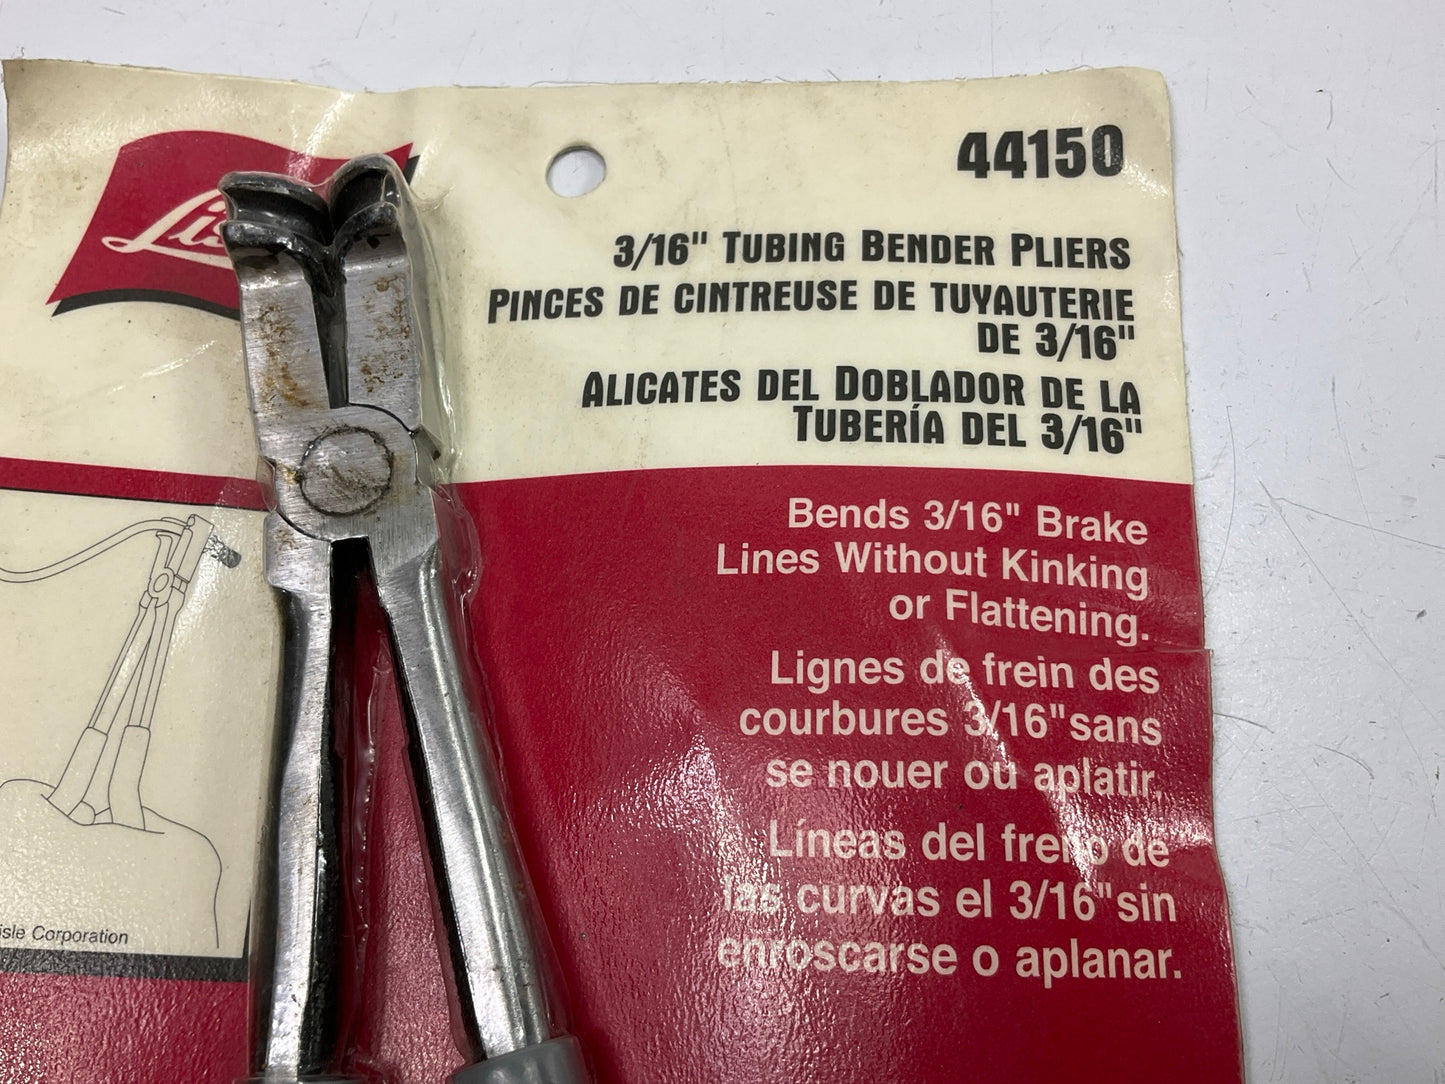 44150
3/16" TUBING BENDER PLIERS
PINCES DE CINTREUSE DE TUYAUTERIE
DE 3/16"
ALICATES DEL DOBLADOR DE LA
TUBERÍA DEL 3/16"
Bends 3/16" Brake
Lines Without Kinking
or Flattening.
Lignes de frein des
courbures 3/16"sans
se nouer ou aplatir.
Líneas del freno de
las curvas el 3/16"sin
enroscarse o aplanar.
Corporation